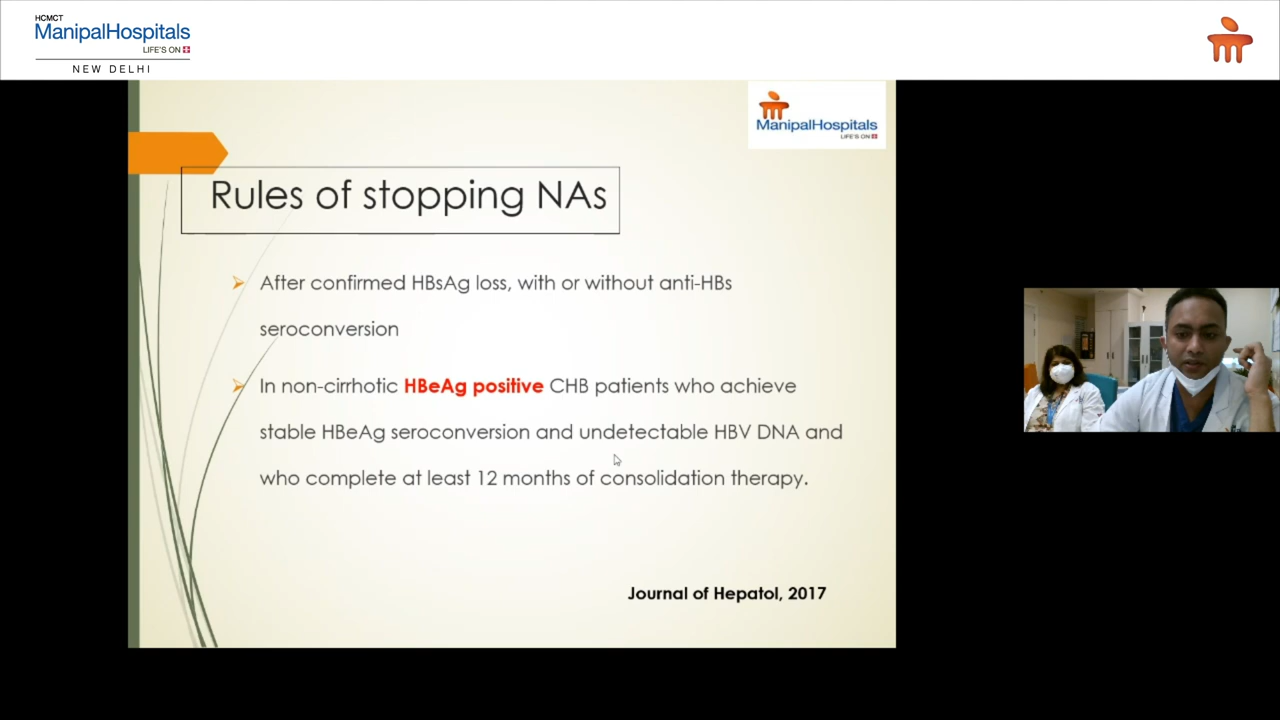 HCMCT
ManipalHospitals
LIFE'S ON
NEW DELHI
ManipalHospitals
LIFE'S ON
Rules of stopping NAs
After confirmed HBsAg loss, with or without anti-HBs
seroconversion
In non-cirrhotic HBeAg positive CHB patients who achieve
stable HBeAg seroconversion and undetectable HBV DNA and
who complete at least 12 months of consolidation therapy.
Journal of Hepatol, 2017